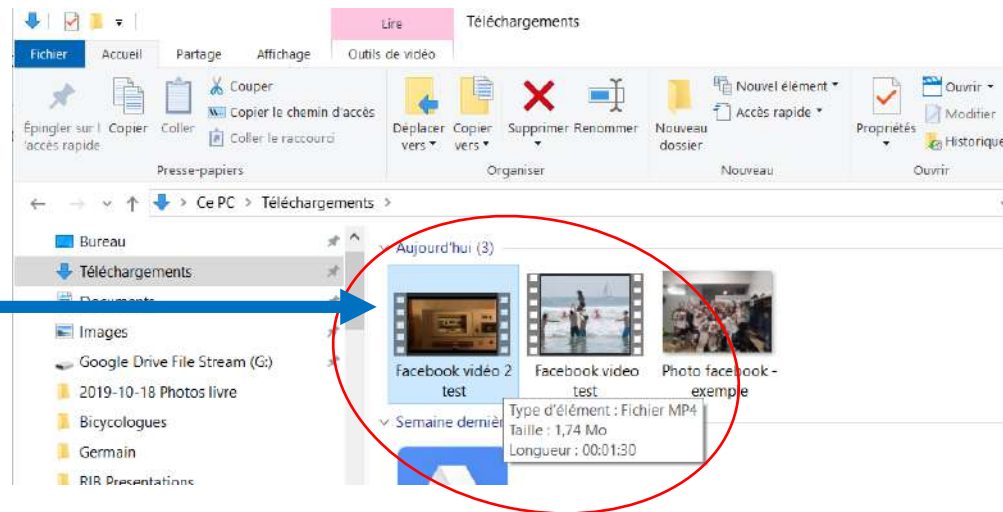 Lire
Téléchargements
Fichier Accueil Partage Affichage Outils de vidéo
Épingler sur l
'accès rapide
Copier
Coller
Couper
Copier le chemin d'accès
Coller le raccourci
Déplacer
vers
Copier
vers
Supprimer
Renommer
Nouveau
dossier
Nouvel élément
Accès rapide
Propriétés
Ouvrir
Modifier
Historique
Presse-papiers
Organiser
Nouveau
Ouvrir
Ce PC > Téléchargements >
Bureau
Téléchargements
Documents
Images
Google Drive File Stream (G:)
2019-10-18 Photos livre
Bicycologues
Germain
RIB Presentations
Aujourd'hui (3)
Facebook vidéo 2
test
Facebook video
test
Photo facebook -
exemple
Semaine derniè
Type d'élément : Fichier MP4
Taille : 1,74 Mo
Longueur : 00:01:30